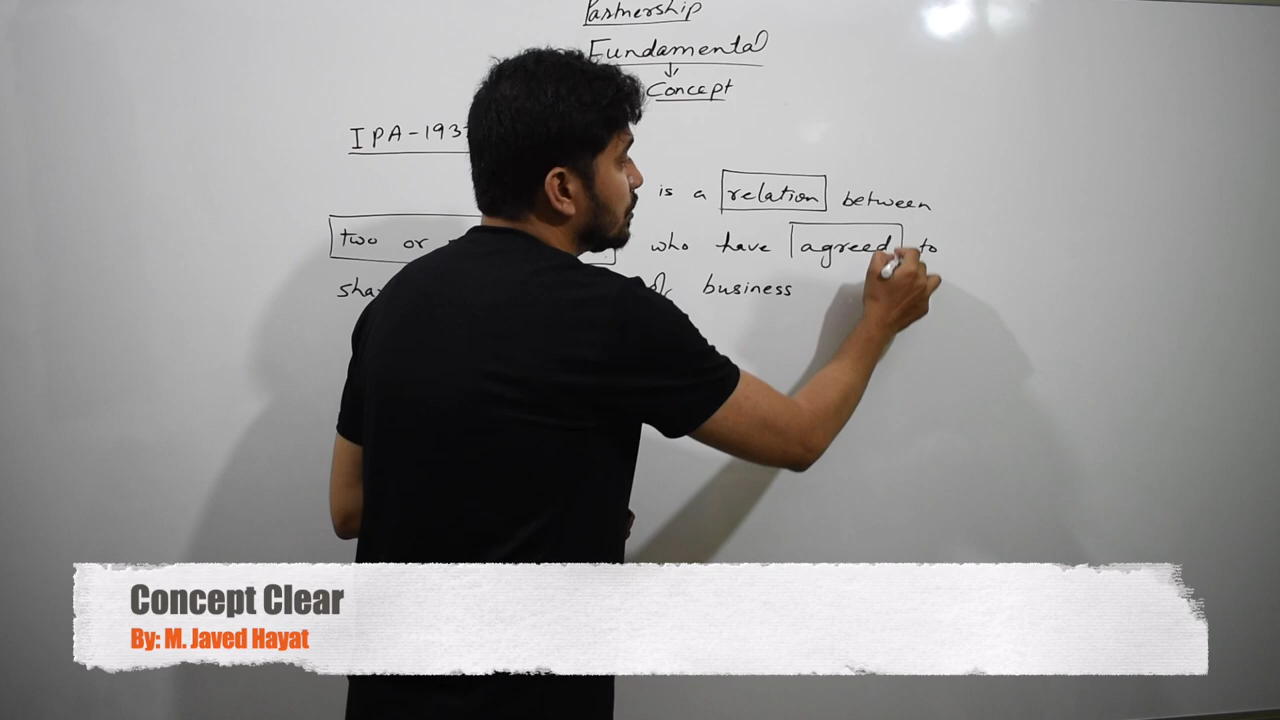 Partnership
Fundamental
Concept
IPA-193
is a relation between
two or who have agreed to
of business
Concept Clear
By: M. Javed Hayat